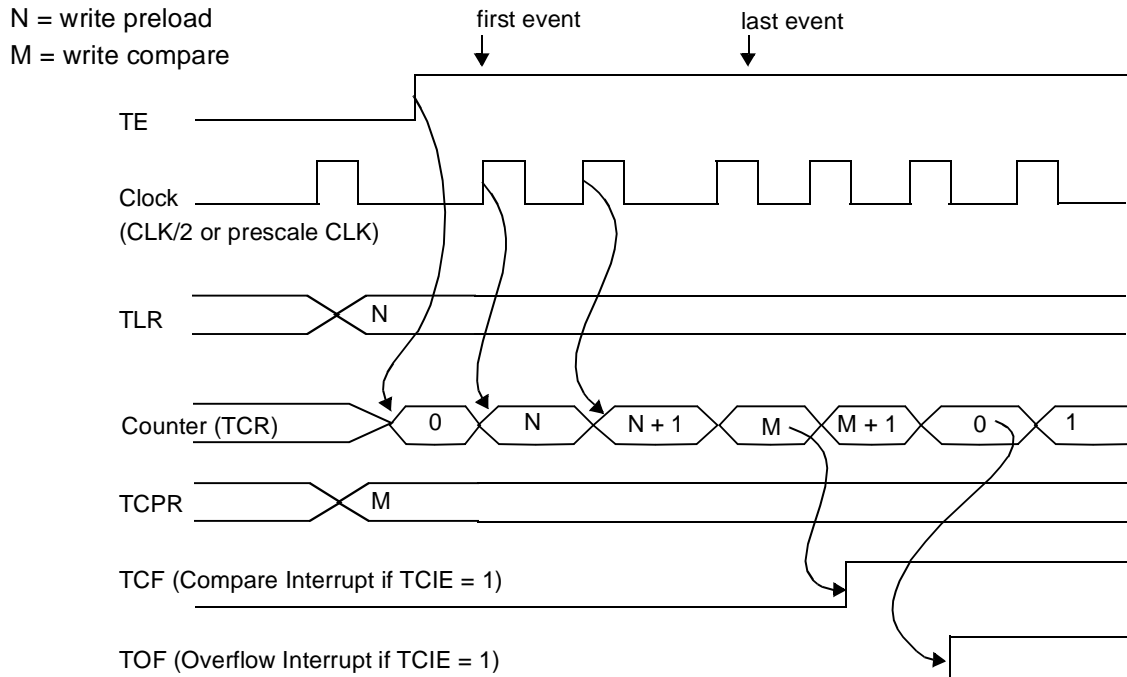 N = write preload
M = write compare
first event
last event
TE
Clock
(CLK/2 or prescale CLK)
TLR
N
Counter (TCR)
0
N
N + 1
M
M + 1
0
1
TCPR
M
TCF (Compare Interrupt if TCIE = 1)
TOF (Overflow Interrupt if TCIE = 1)